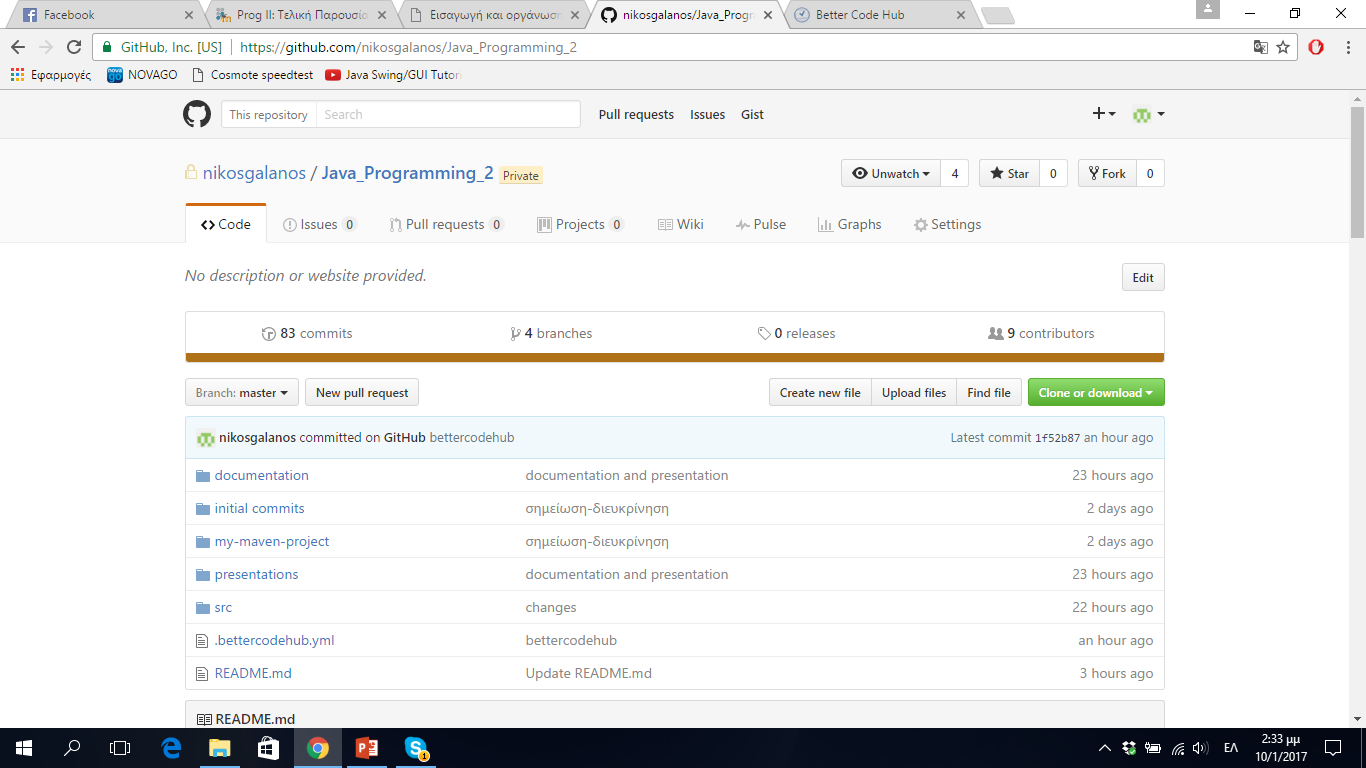 Facebook
Prog II: Τελική Παρουσίο
Εισαγωγή και οργάνωση
nikosgalanos/Java_Progr
Better Code Hub
GitHub, Inc. [US] https://github.com/nikosgalanos/Java_Programming_2
Εφαρμογές NOVAGO Cosmote speedtest Java Swing/GUI Tutor
This repository Search Pull requests Issues Gist
nikosgalanos / Java_Programming_2 Private Unwatch 4 Star 0 Fork 0
Code Issues 0 Pull requests 0 Projects 0 Wiki Pulse Graphs Settings
No description or website provided. Edit
83 commits 4 branches 0 releases 9 contributors
Branch: master New pull request Create new file Upload files Find file Clone or download
nikosgalanos committed on GitHub bettercodehub Latest commit 1f52b87 an hour ago
documentation documentation and presentation 23 hours ago
initial commits σημείωση-διευκρίνηση 2 days ago
my-maven-project σημείωση-διευκρίνηση 2 days ago
presentations documentation and presentation 23 hours ago
src changes 22 hours ago
.bettercodehub.yml bettercodehub an hour ago
README.md Update README.md 3 hours ago
README.md
ΕΛ 2:33 μμ
10/1/2017